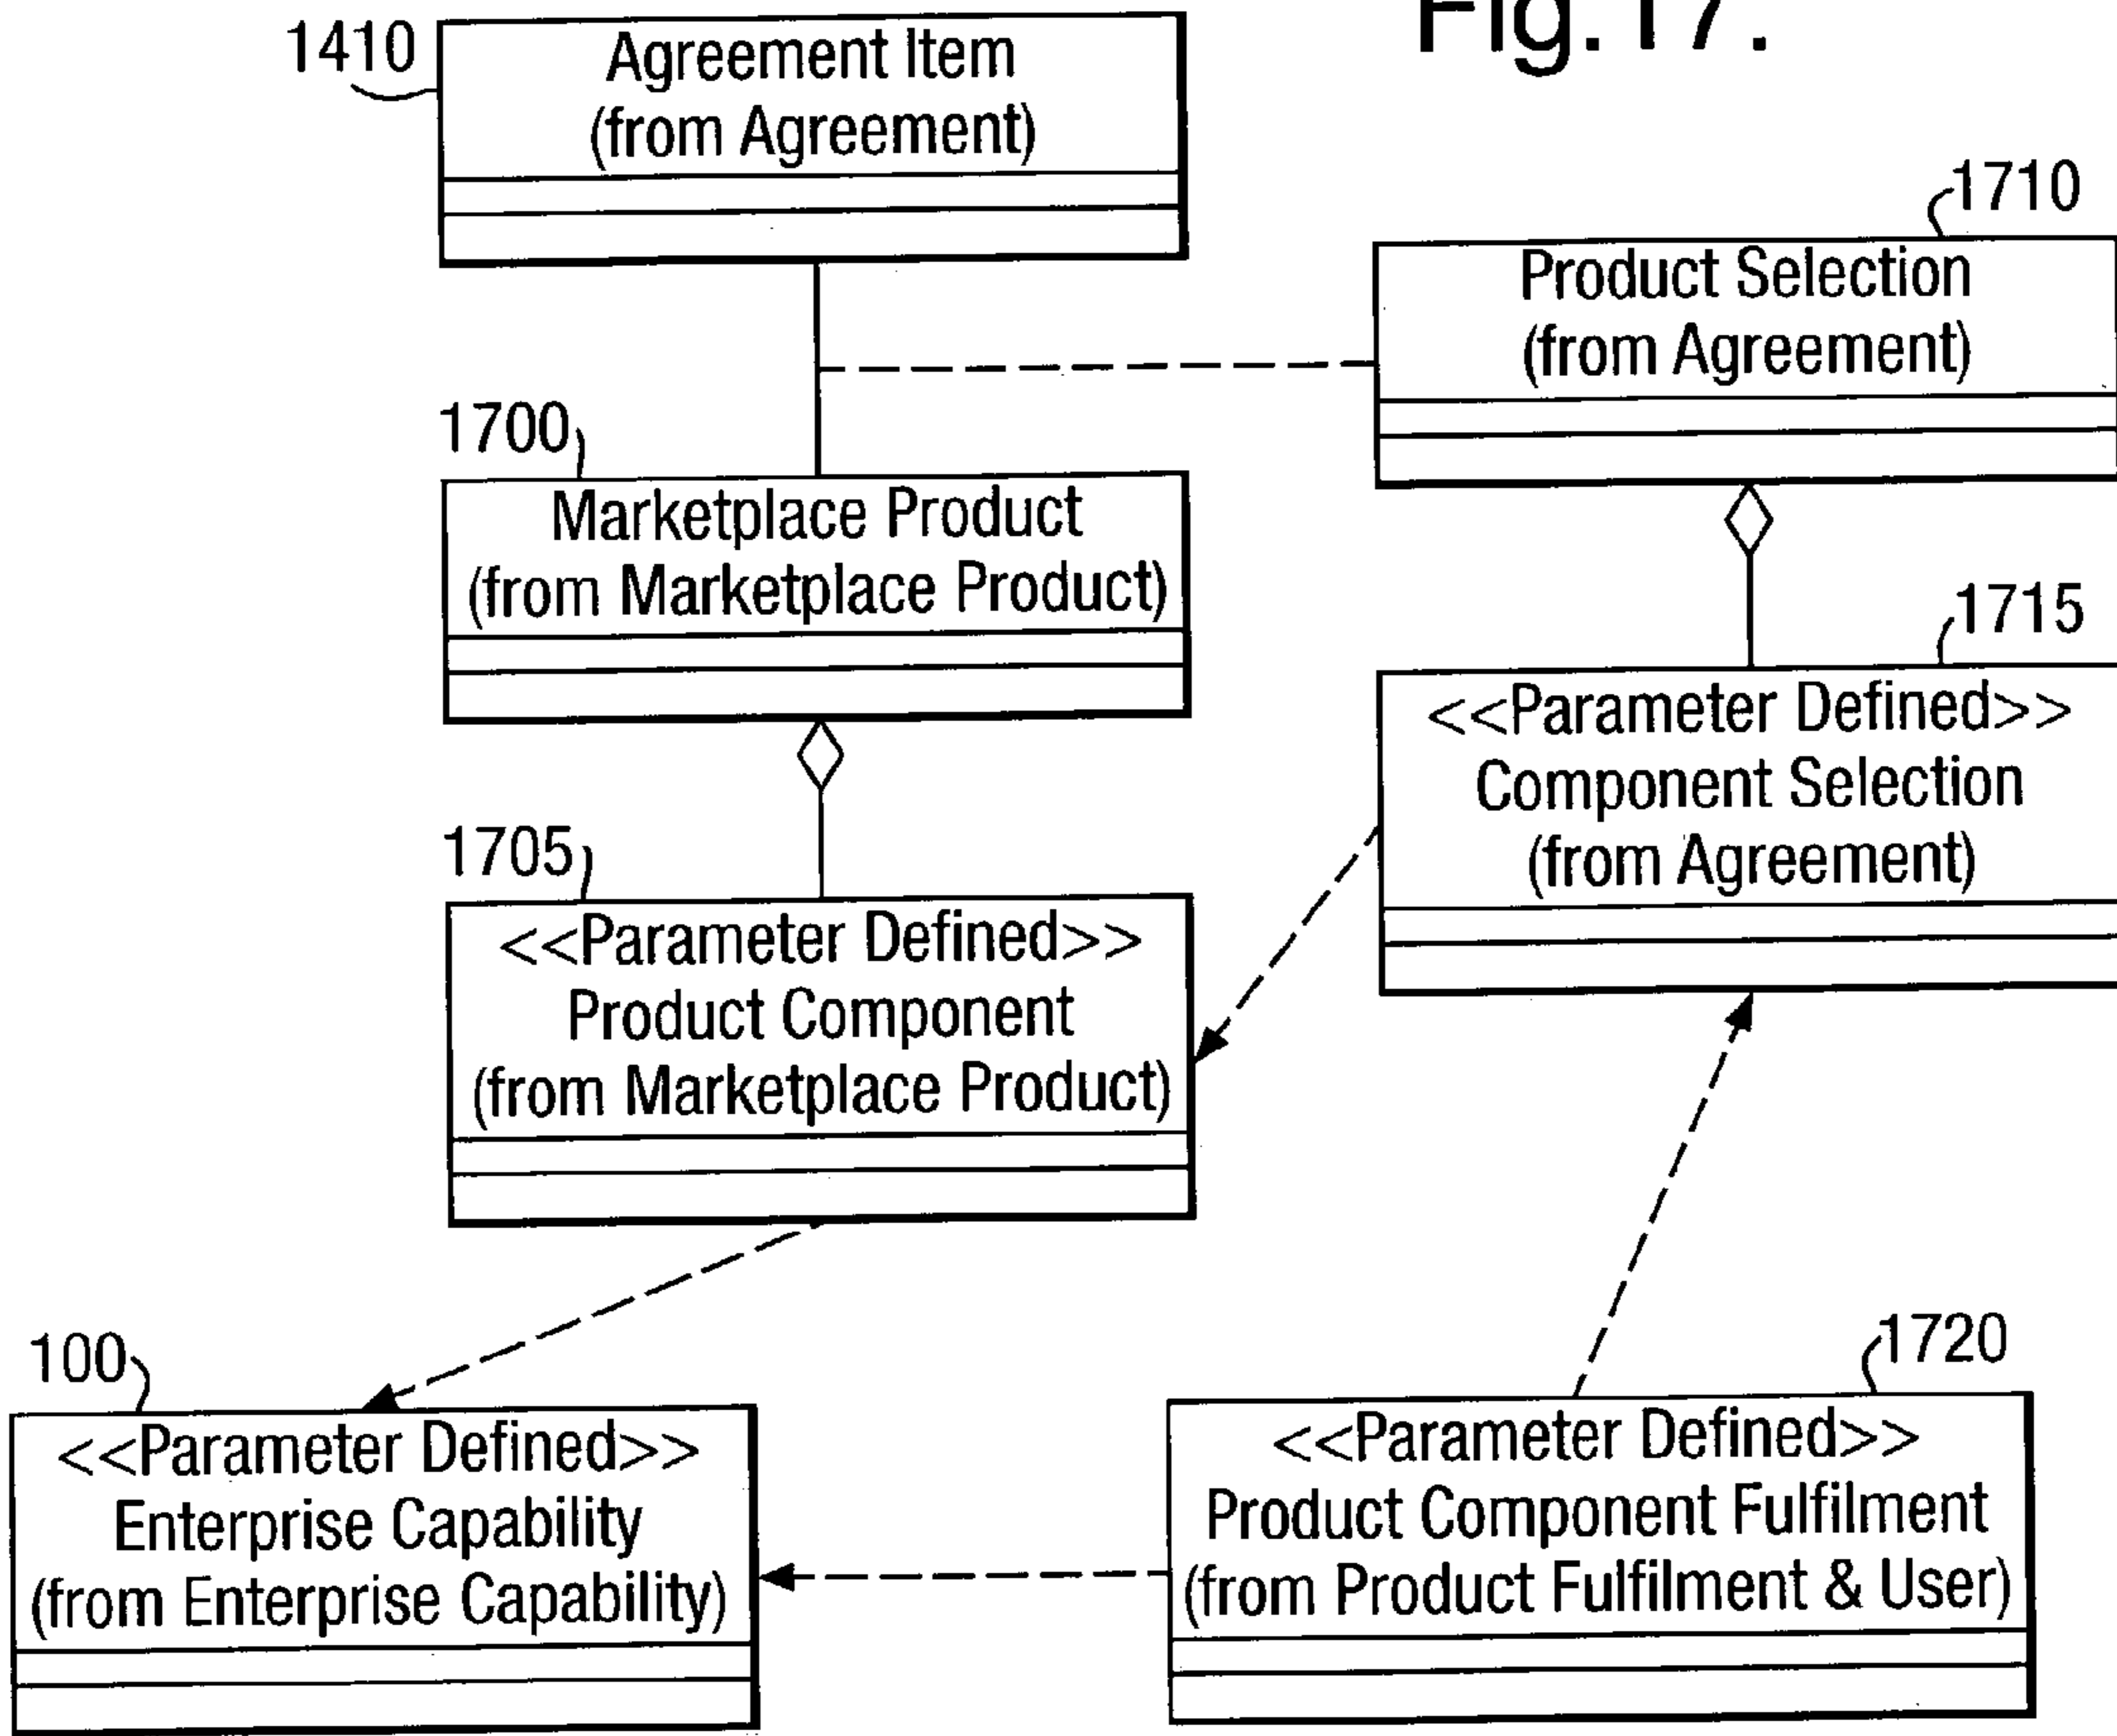 Fig.17.
1410
Agreement Item
(from Agreement)
1710
Product Selection
(from Agreement)
1700
Marketplace Product
(from Marketplace Product)
1715
<<Parameter Defined>>
Component Selection
(from Agreement)
1705
<<Parameter Defined>>
Product Component
(from Marketplace Product)
100
<<Parameter Defined>>
Enterprise Capability
(from Enterprise Capability)
1720
<<Parameter Defined>>
Product Component Fulfilment
(from Product Fulfilment & User)